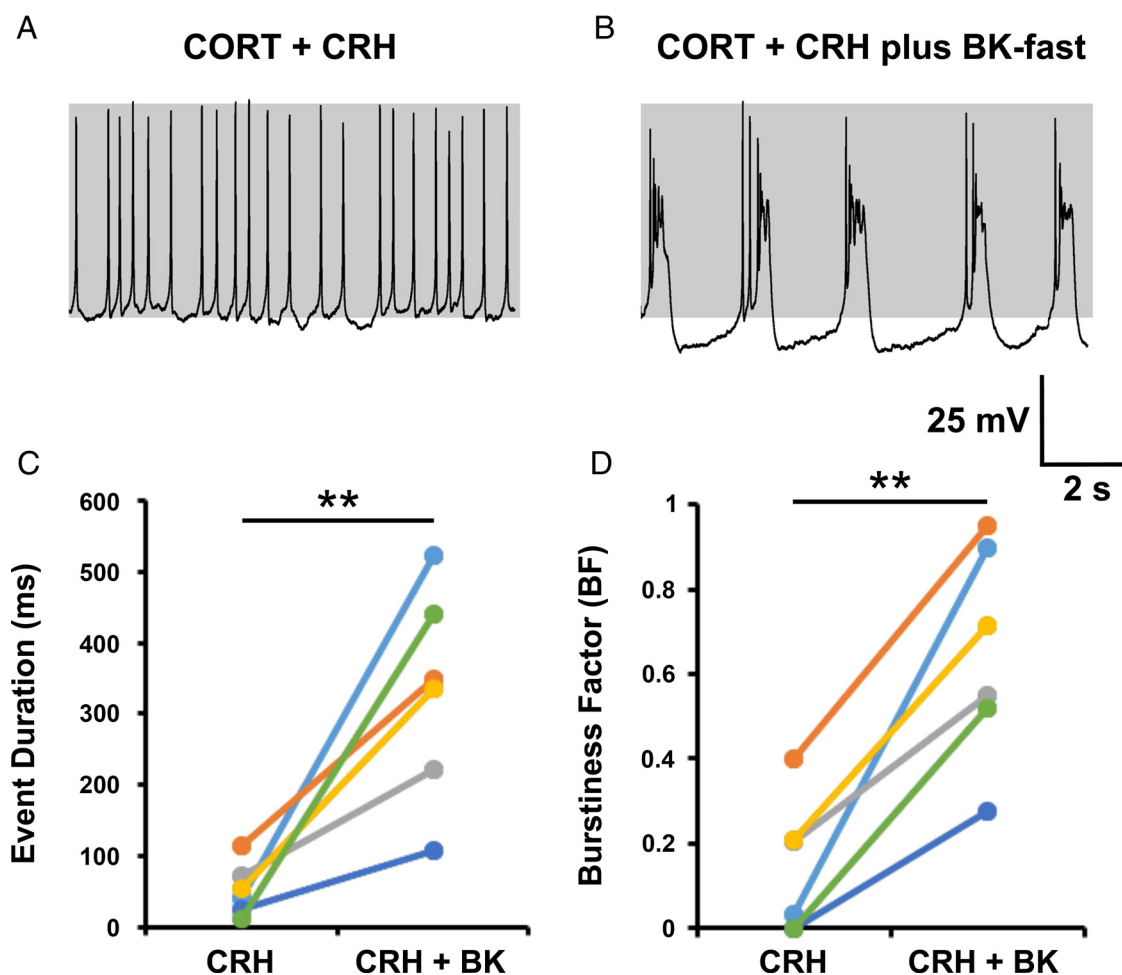 A
CORT + CRH
B
CORT + CRH plus BK-fast
25 mV
2 s
C
**
600
500
400
300
200
100
0
Event Duration (ms)
CRH
CRH + BK
D
**
1
0.8
0.6
0.4
0.2
0
Burstiness Factor (BF)
CRH
CRH + BK